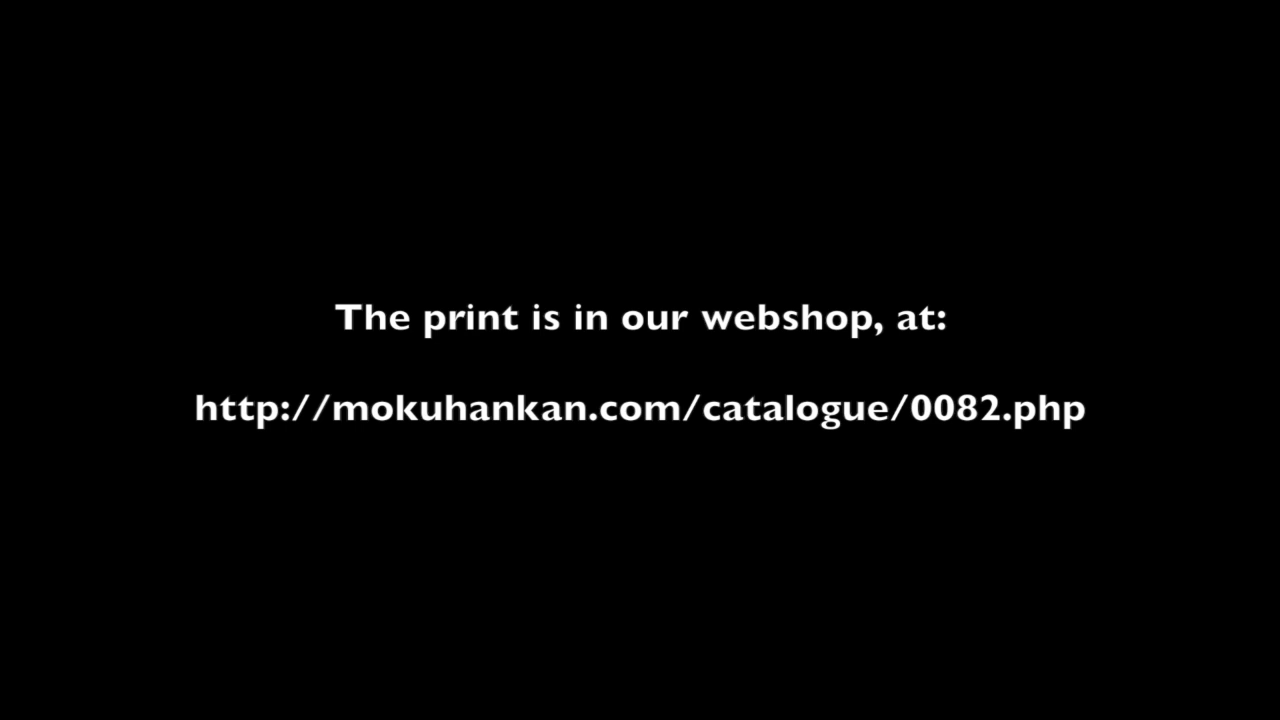 The print is in our webshop, at:
http://mokuhankan.com/catalogue/0082.php